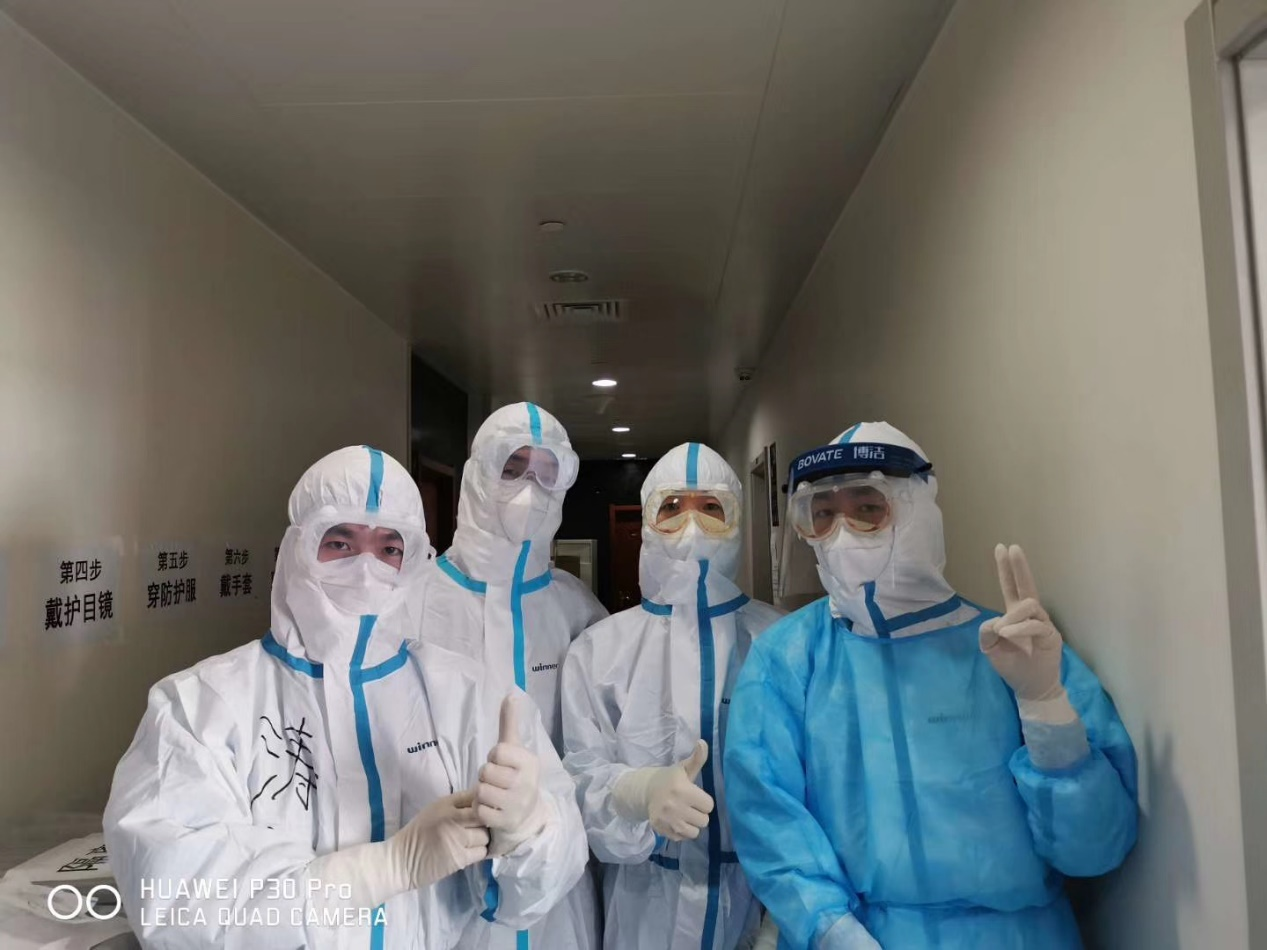 BOVATE 博洁
第四步
戴护目镜
第五步
穿防护服
第六步
戴手套
winner
winn
涛
HUAWEI P30 Pro
LEICA QUAD CAMERA